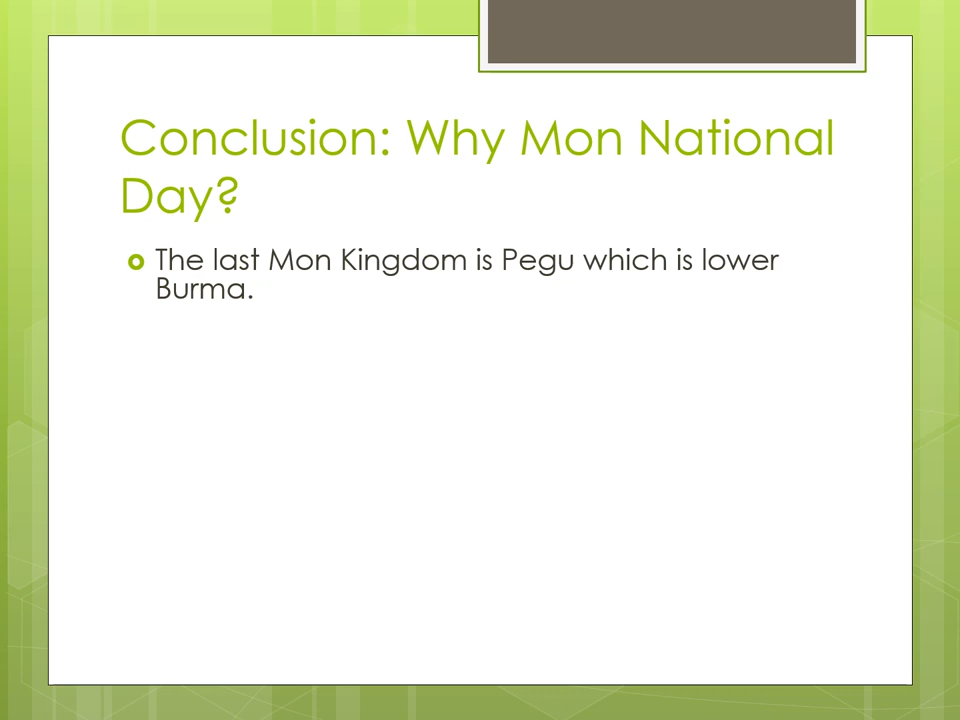 Conclusion: Why Mon National
Day?
The last Mon Kingdom is Pegu which is lower
Burma.